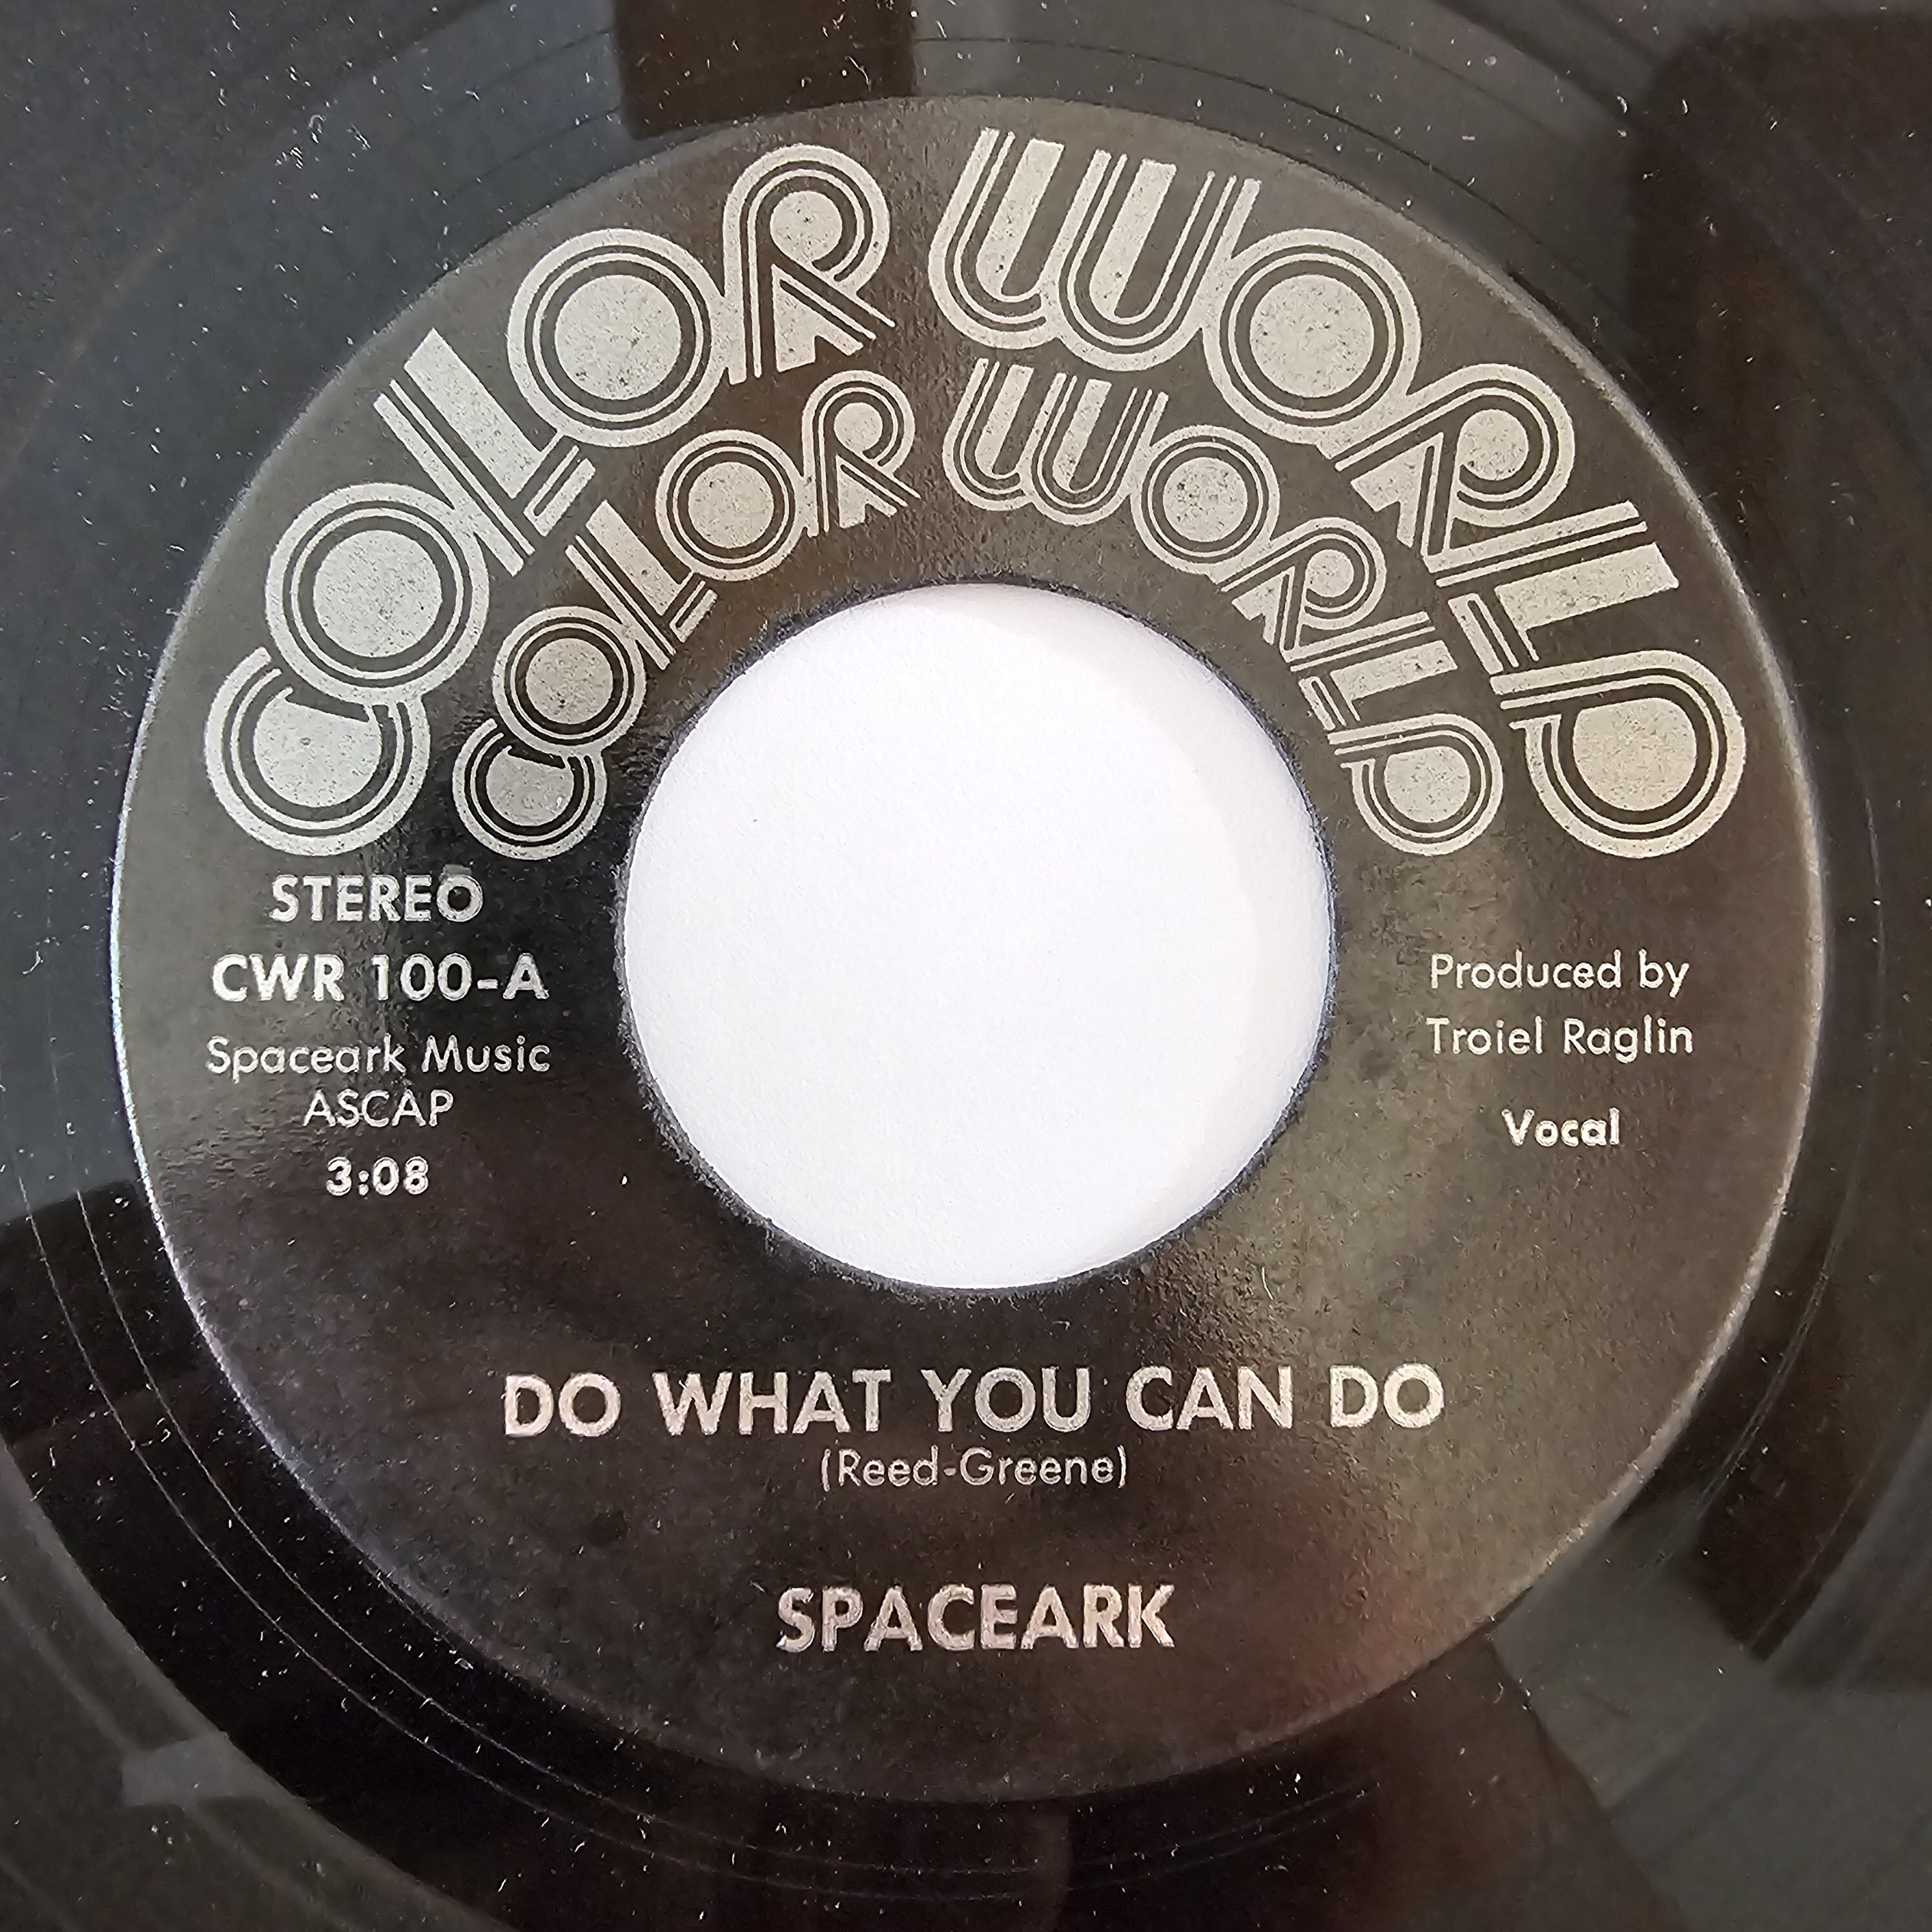 COLOR WORLD
COLOR WORLD
STEREO
CWR 100-A
Spaceark Music
ASCAP
3:08
Produced by
Troiel Raglin
Vocal
DO WHAT YOU CAN DO
(Reed-Greene)
SPACEARK